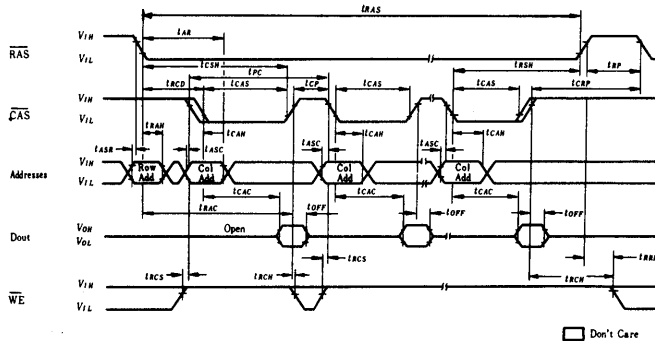 tRAS
tAR
VIH
VIL
RAS
tCSH
tPC
tRSH
tRP
tRCD
tCAS
tCP
tCAS
tCAS
tCRP
VIH
VIL
CAS
tRAH
tCAH
tCAH
tCAH
tASR
tASC
tASC
tASC
Addresses
VIH
VIL
Row Add
Col Add
Col Add
Col Add
tCAC
tCAC
tCAC
tRAC
tOFF
tOFF
tOFF
Dout
VOH
VOL
Open
tRCS
tRCH
tRCS
tRCH
WE
VIH
VIL
Don't Care